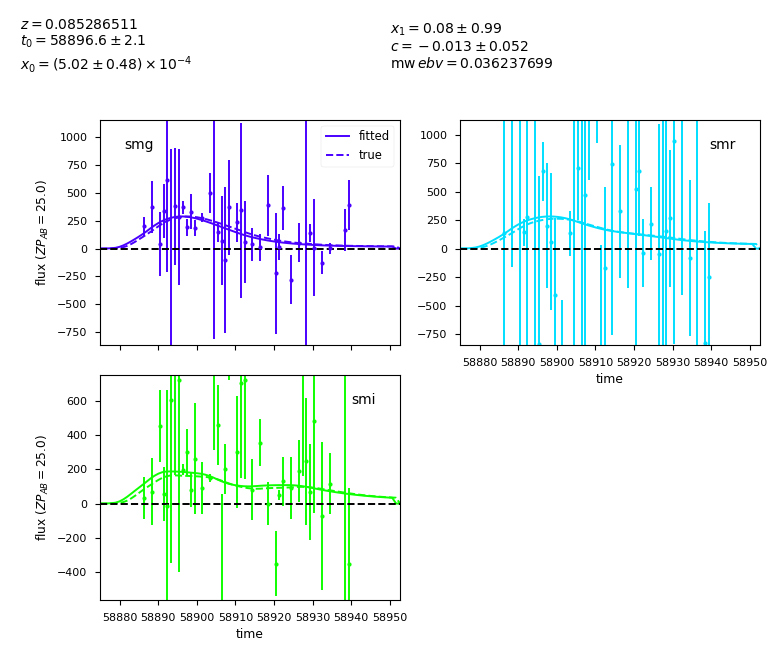 z = 0.085286511
t₀ = 58896.6 ± 2.1
x₀ = (5.02 ± 0.48) × 10⁻⁴
x₁ = 0.08 ± 0.99
c = −0.013 ± 0.052
mw ebv = 0.036237699
smg
fitted
true
1000
750
500
250
0
−250
−500
−750
flux (ZP_AB = 25.0)
smr
1000
750
500
250
0
−250
−500
−750
58880 58890 58900 58910 58920 58930 58940 58950
time
smi
600
400
200
0
−200
−400
flux (ZP_AB = 25.0)
58880 58890 58900 58910 58920 58930 58940 58950
time